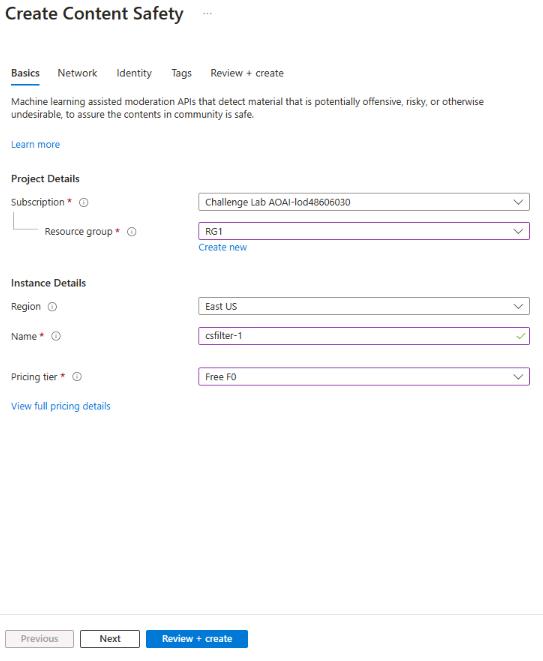 Create Content Safety ...
Basics Network Identity Tags Review + create
Machine learning assisted moderation APIs that detect material that is potentially offensive, risky, or otherwise
undesirable, to assure the contents in community is safe.
Learn more
Project Details
Subscription * Challenge Lab AOAI-lod48606030
Resource group * RG1
Create new
Instance Details
Region East US
Name * csfilter-1
Pricing tier * Free F0
View full pricing details
Previous Next Review + create